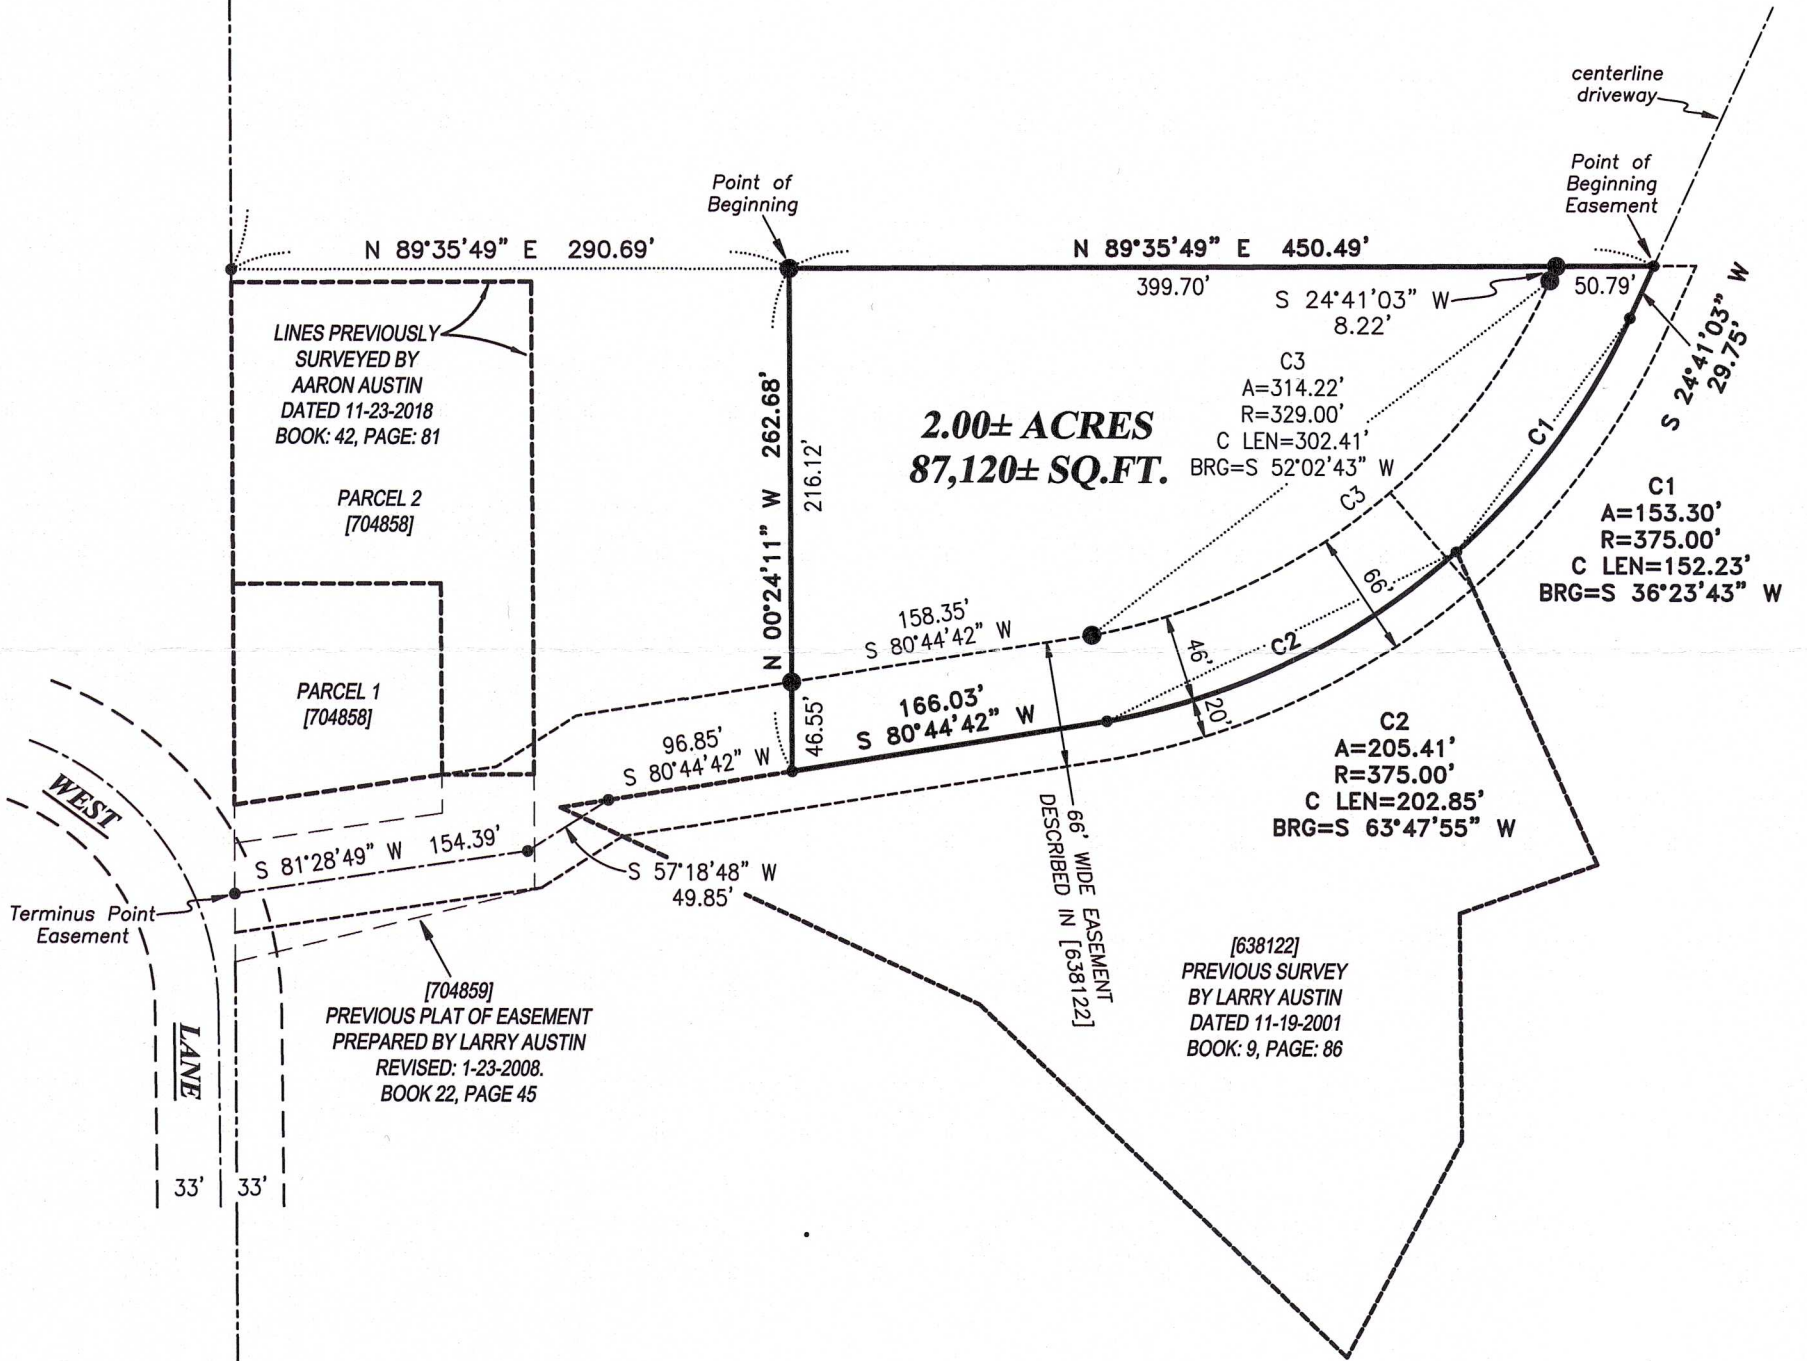 centerline
driveway
Point of
Beginning
Easement
Point of
Beginning
N 89°35'49" E 290.69'
N 89°35'49" E 450.49'
399.70'
50.79'
S 24°41'03" W
8.22'
S 24°41'03" W
29.75'
LINES PREVIOUSLY
SURVEYED BY
AARON AUSTIN
DATED 11-23-2018
BOOK: 42, PAGE: 81
PARCEL 2
[704858]
PARCEL 1
[704858]
N 00°24'11" W 262.68'
216.12'
46.55'
2.00± ACRES
87,120± SQ.FT.
C3
A=314.22'
R=329.00'
C LEN=302.41'
BRG=S 52°02'43" W
C1
C3
C2
C1
A=153.30'
R=375.00'
C LEN=152.23'
BRG=S 36°23'43" W
66'
46'
20'
158.35'
S 80°44'42" W
166.03'
S 80°44'42" W
96.85'
S 80°44'42" W
C2
A=205.41'
R=375.00'
C LEN=202.85'
BRG=S 63°47'55" W
WEST
LANE
S 81°28'49" W 154.39'
S 57°18'48" W
49.85'
Terminus Point
Easement
66' WIDE EASEMENT
DESCRIBED IN [638122]
[704859]
PREVIOUS PLAT OF EASEMENT
PREPARED BY LARRY AUSTIN
REVISED: 1-23-2008.
BOOK 22, PAGE 45
[638122]
PREVIOUS SURVEY
BY LARRY AUSTIN
DATED 11-19-2001
BOOK: 9, PAGE: 86
33'
33'